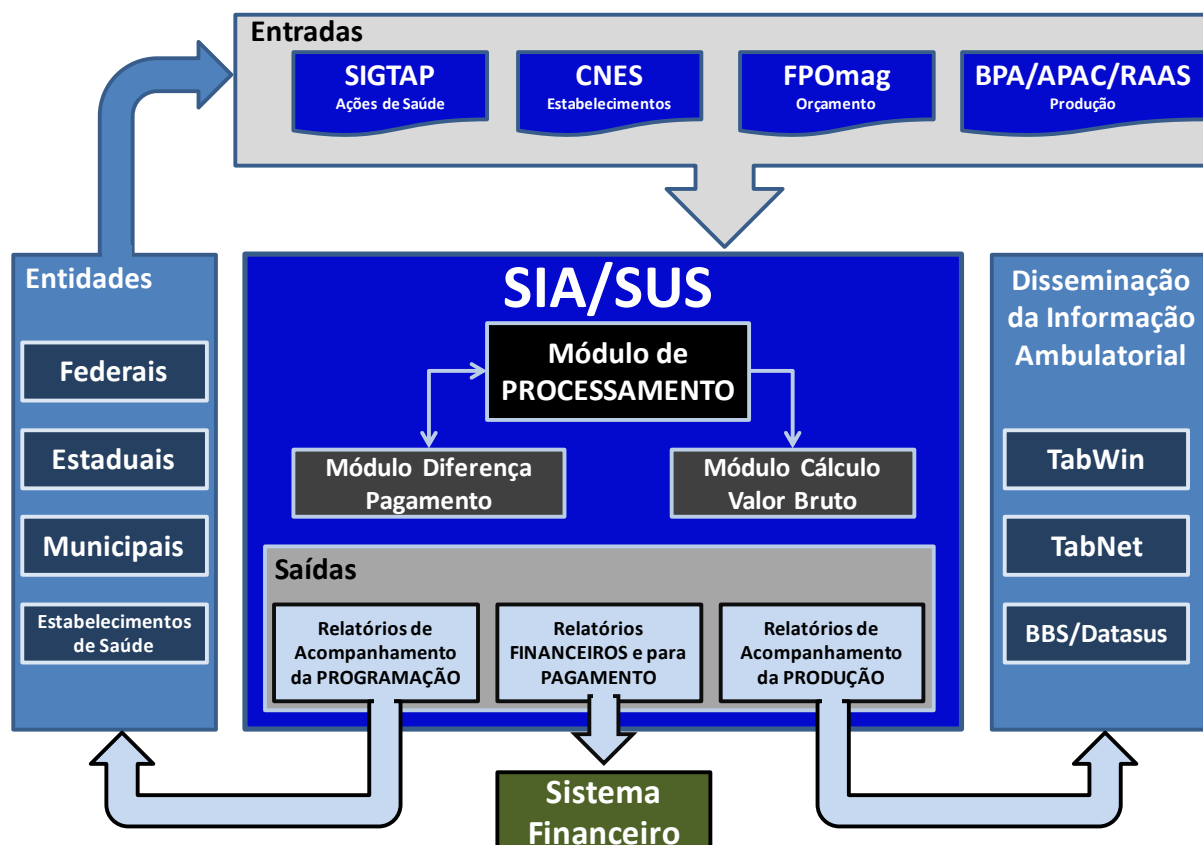 Entradas
SIGTAP
Ações de Saúde
CNES
Estabelecimentos
FPOmag
Orçamento
BPA/APAC/RAAS
Produção
Entidades
Federais
Estaduais
Municipais
Estabelecimentos
de Saúde
SIA/SUS
Módulo de
PROCESSAMENTO
Módulo Diferença
Pagamento
Módulo Cálculo
Valor Bruto
Saídas
Relatórios de
Acompanhamento
da PROGRAMAÇÃO
Relatórios
FINANCEIROS e para
PAGAMENTO
Relatórios de
Acompanhamento
da PRODUÇÃO
Sistema
Financeiro
Disseminação
da Informação
Ambulatorial
TabWin
TabNet
BBS/Datasus